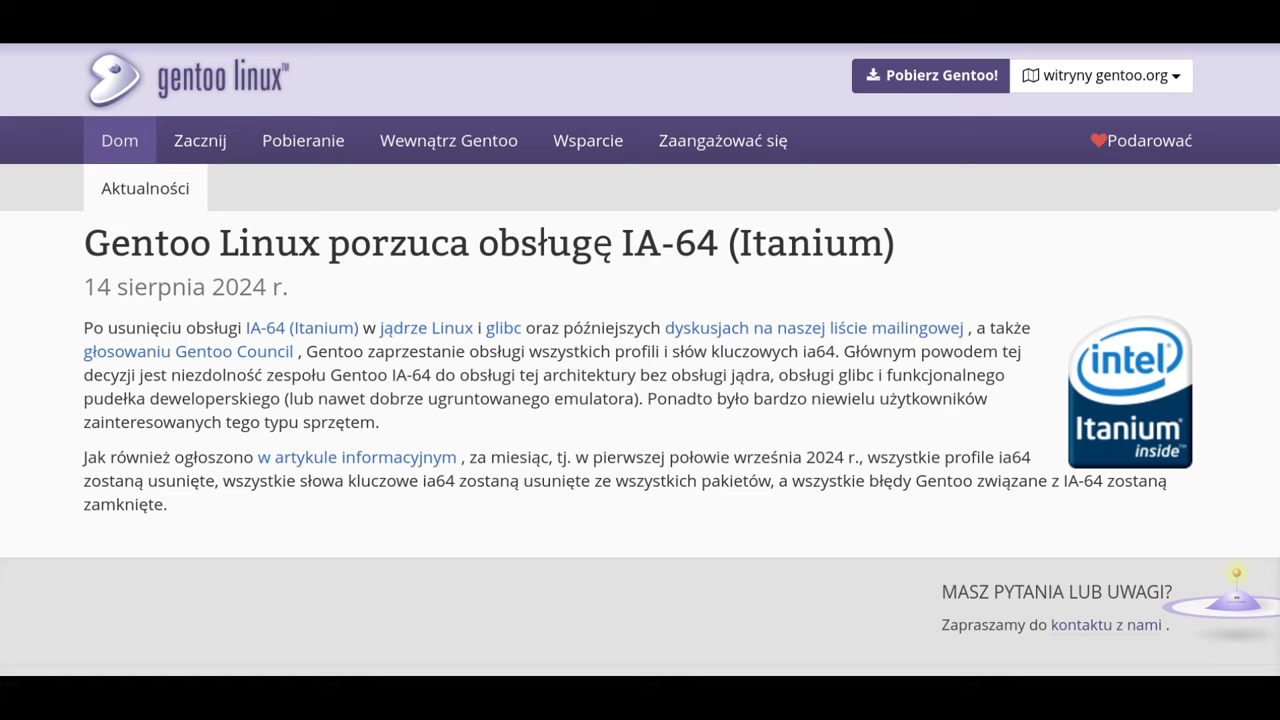 gentoo linux™
Pobierz Gentoo!
witryny gentoo.org
Dom
Zacznij
Pobieranie
Wewnątrz Gentoo
Wsparcie
Zaangażować się
Podarować
Aktualności
Gentoo Linux porzuca obsługę IA-64 (Itanium)
14 sierpnia 2024 r.
Po usunięciu obsługi IA-64 (Itanium) w jądrze Linux i glibc oraz późniejszych dyskusjach na naszej liście mailingowej , a także
głosowaniu Gentoo Council , Gentoo zaprzestanie obsługi wszystkich profili i słów kluczowych ia64. Głównym powodem tej
decyzji jest niezdolność zespołu Gentoo IA-64 do obsługi tej architektury bez obsługi jądra, obsługi glibc i funkcjonalnego
pudełka deweloperskiego (lub nawet dobrze ugruntowanego emulatora). Ponadto było bardzo niewielu użytkowników
zainteresowanych tego typu sprzętem.
intel
Itanium
inside™
Jak również ogłoszono w artykule informacyjnym , za miesiąc, tj. w pierwszej połowie września 2024 r., wszystkie profile ia64
zostaną usunięte, wszystkie słowa kluczowe ia64 zostaną usunięte ze wszystkich pakietów, a wszystkie błędy Gentoo związane z IA-64 zostaną
zamknięte.
MASZ PYTANIA LUB UWAGI?
Zapraszamy do kontaktu z nami .